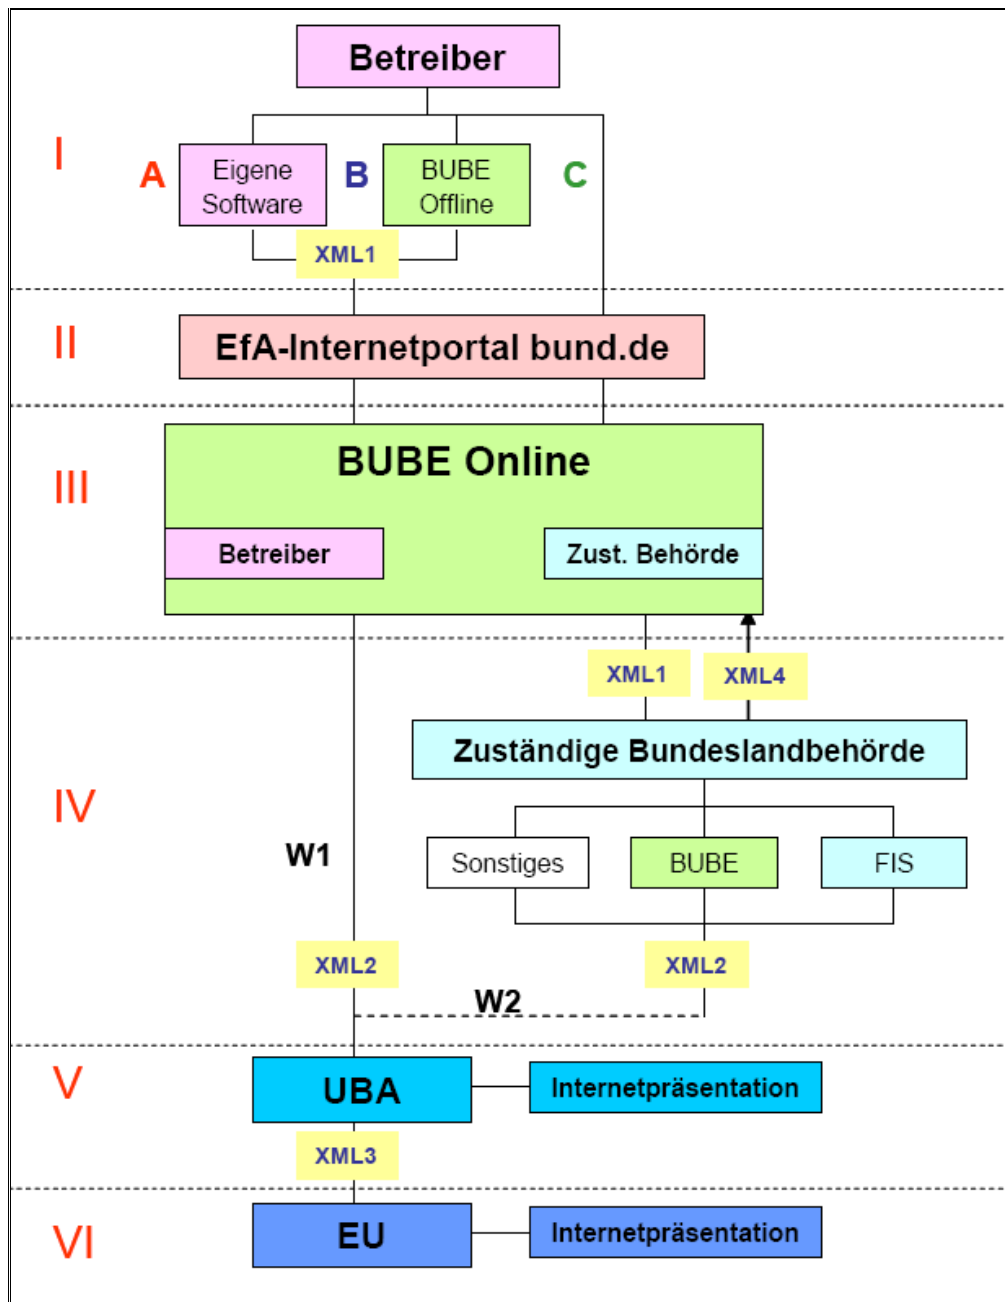 Betreiber
I
A
Eigene
Software
B
BUBE
Offline
C
XML1
II
EfA-Internetportal bund.de
III
BUBE Online
Betreiber
Zust. Behörde
XML1
XML4
Zuständige Bundeslandbehörde
IV
W1
Sonstiges
BUBE
FIS
XML2
XML2
W2
V
UBA
Internetpräsentation
XML3
VI
EU
Internetpräsentation